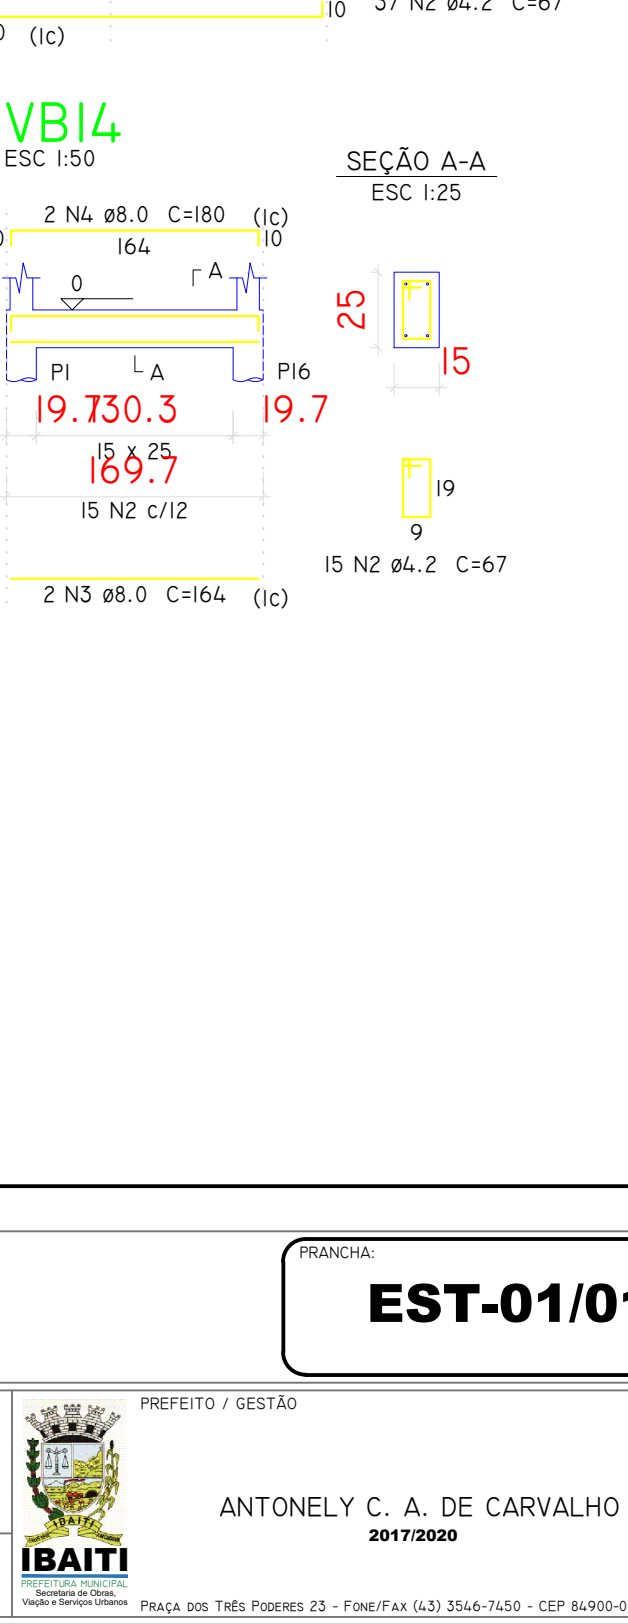 10 37 N2 ø4.2 C=67
(1c)
VB14
ESC 1:50
SEÇÃO A-A
ESC 1:25
2 N4 ø8.0 C=180 (1c)
10
164
A
0
25
15
P1
A
P16
19.7
130.3
19.7
15 x 25
169.7
15 N2 c/12
19
9
15 N2 ø4.2 C=67
2 N3 ø8.0 C=164 (1c)
PRANCHA:
EST-01/01
PREFEITO / GESTÃO
ANTONELY C. A. DE CARVALHO
2017/2020
IBAITI
IBAITI
PREFEITURA MUNICIPAL
Secretaria de Obras,
Viação e Serviços Urbanos
PRAÇA DOS TRÊS PODERES 23 - FONE/FAX (43) 3546-7450 - CEP 84900-0